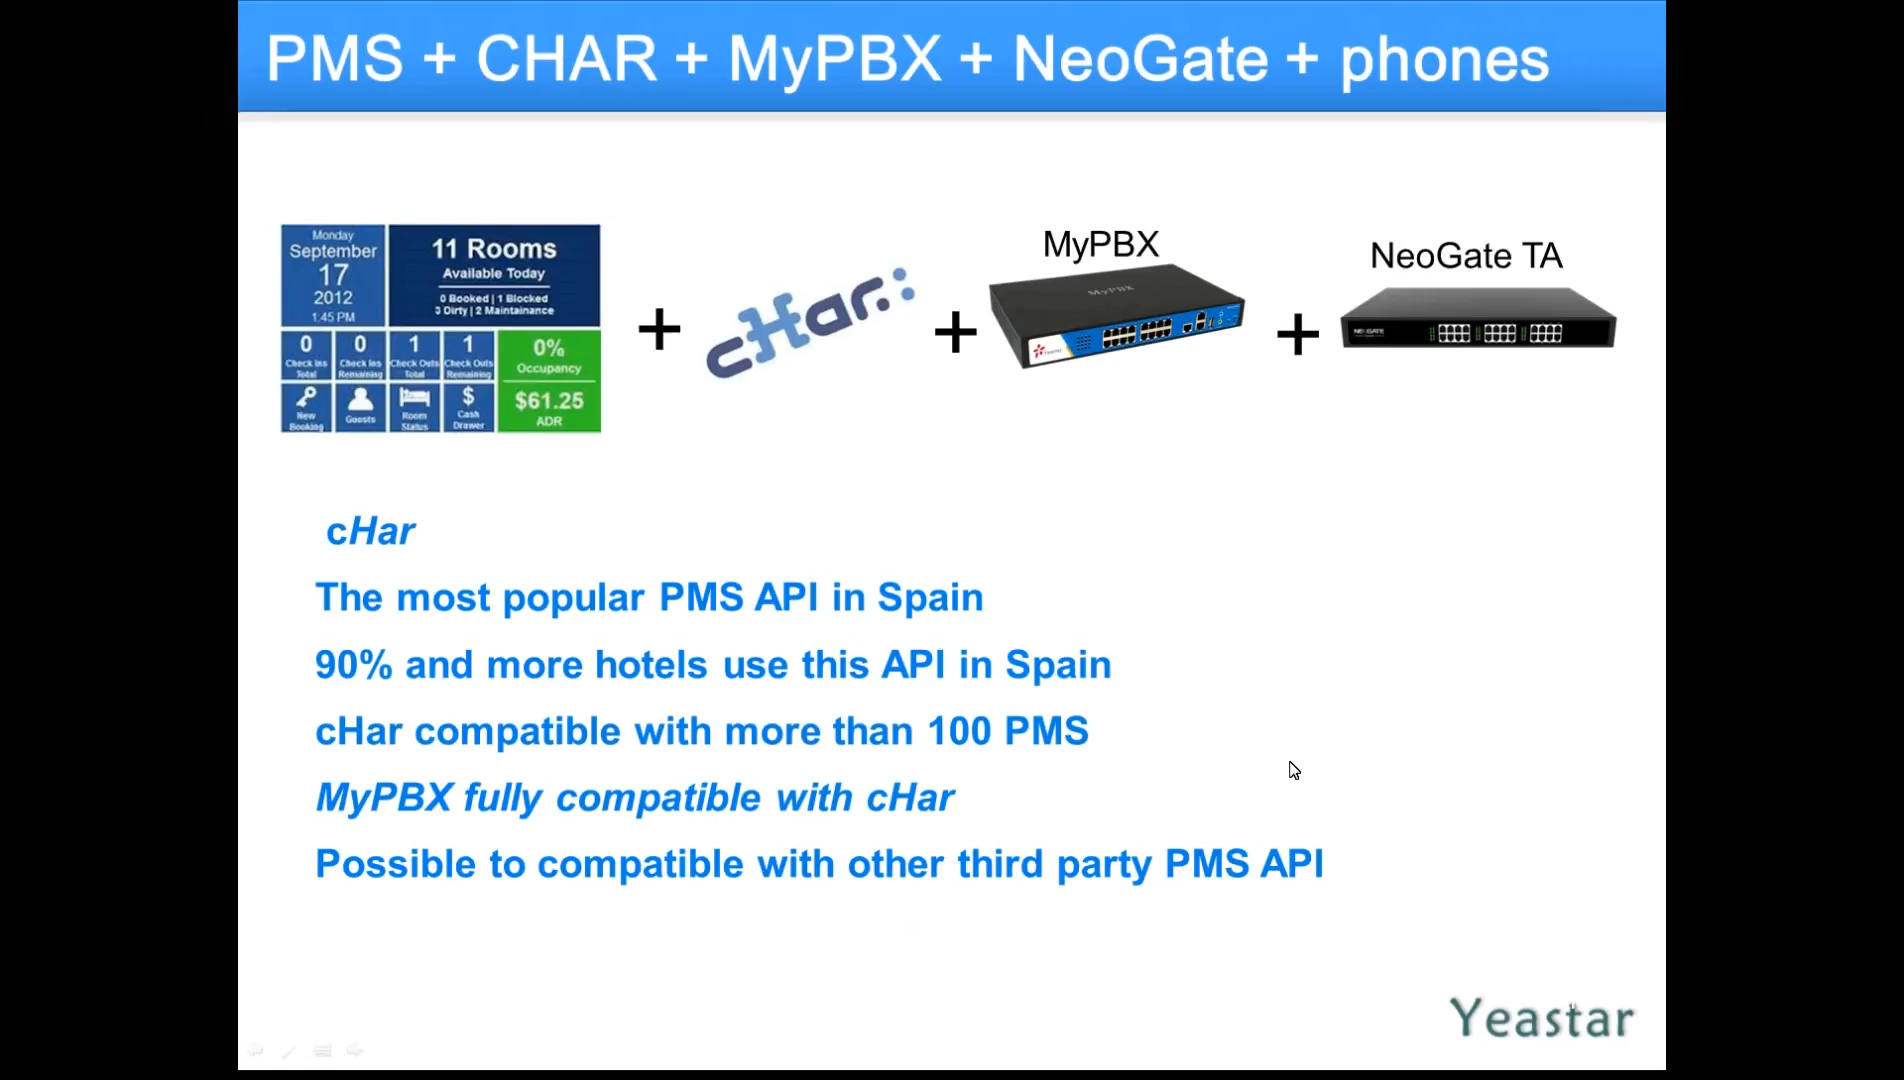 PMS + CHAR + MyPBX + NeoGate + phones
Monday
September
17
2012
1:45 PM
11 Rooms
Available Today
0 Booked | 1 Blocked
3 Dirty | 2 Maintainance
0
Check Ins
Total
0
Check Ins
Remaining
1
Check Outs
Total
1
Check Outs
Remaining
0%
Occupancy
$61.25
ADR
New
Booking
Guests
Room
Status
$
Cash
Drawer
+
cHar
+
MyPBX
MyPBX
Yeastar
+
NeoGate TA
NEOGATE
cHar
The most popular PMS API in Spain
90% and more hotels use this API in Spain
cHar compatible with more than 100 PMS
MyPBX fully compatible with cHar
Possible to compatible with other third party PMS API
Yeastar